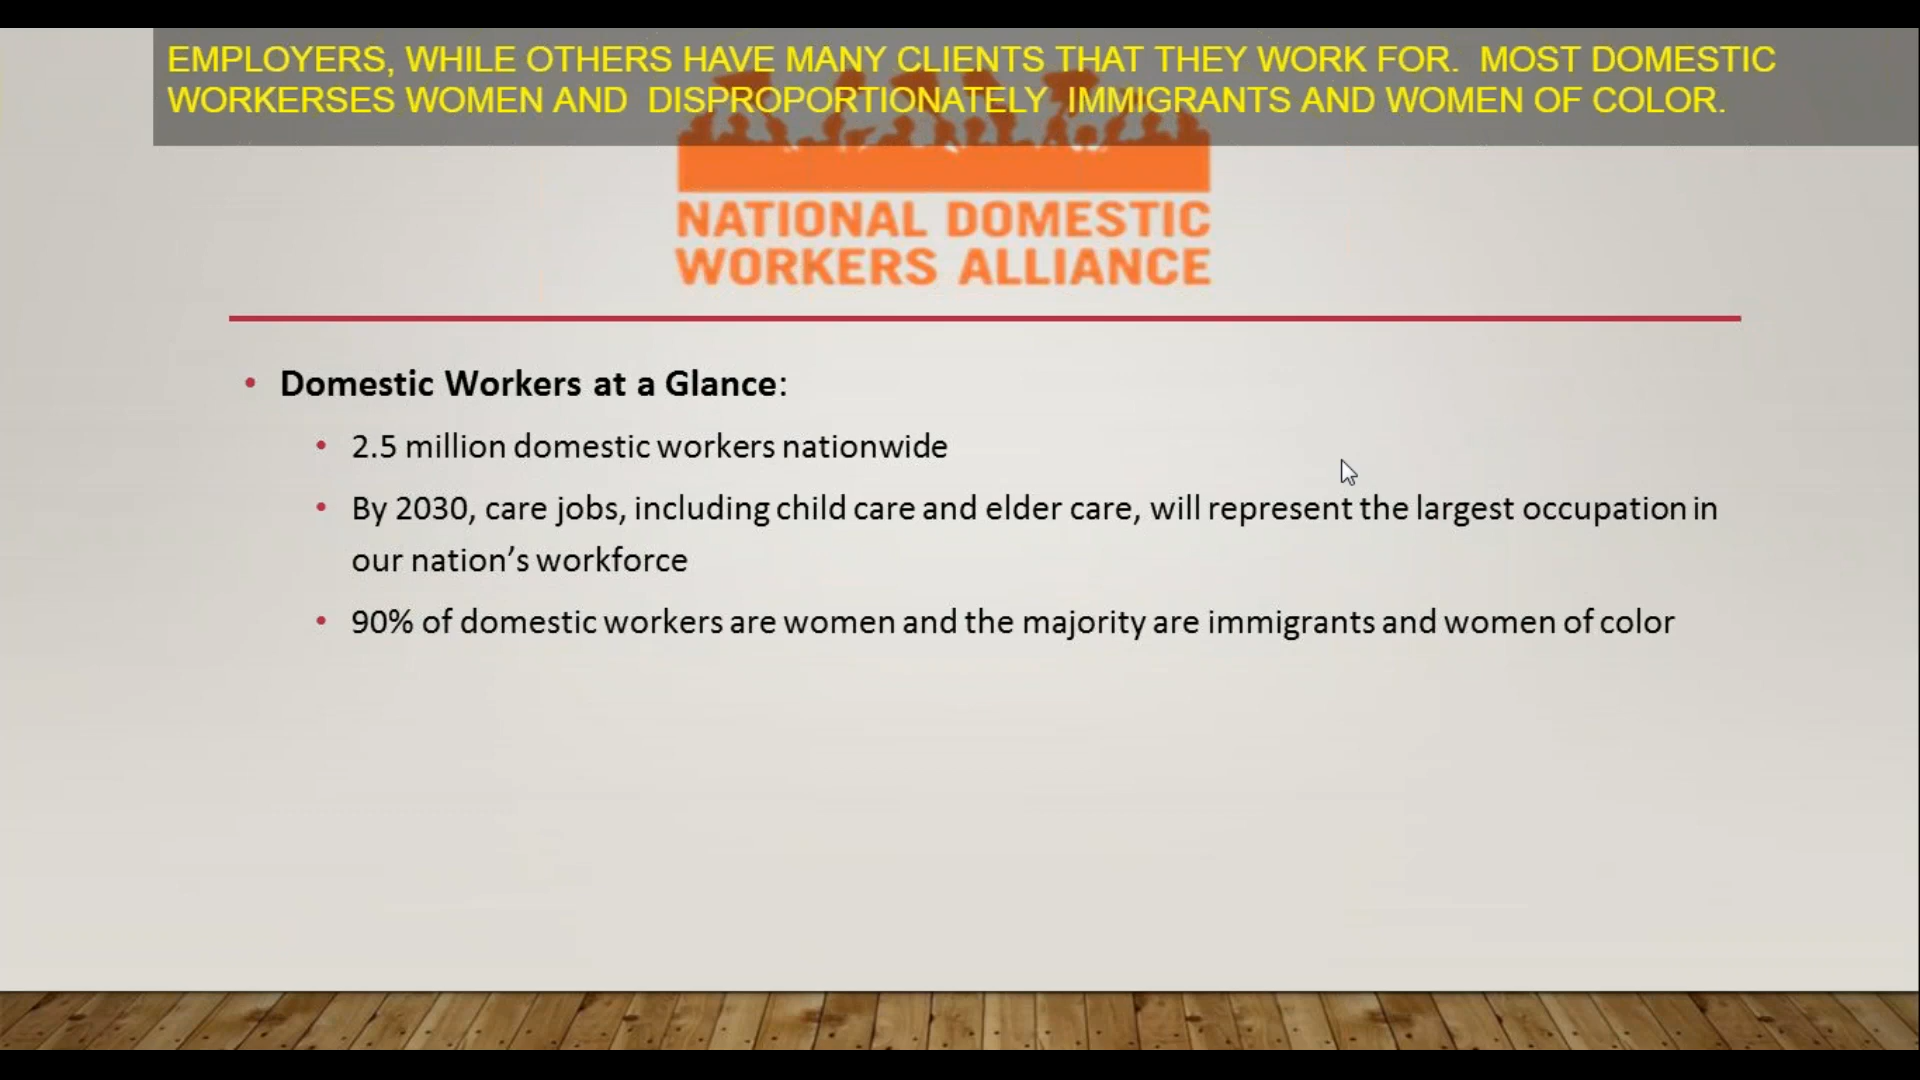 EMPLOYERS, WHILE OTHERS HAVE MANY CLIENTS THAT THEY WORK FOR.  MOST DOMESTIC
WORKERSES WOMEN AND  DISPROPORTIONATELY  IMMIGRANTS AND WOMEN OF COLOR.
NATIONAL DOMESTIC
WORKERS ALLIANCE
• Domestic Workers at a Glance:
• 2.5 million domestic workers nationwide
• By 2030, care jobs, including child care and elder care, will represent the largest occupation in
our nation’s workforce
• 90% of domestic workers are women and the majority are immigrants and women of color